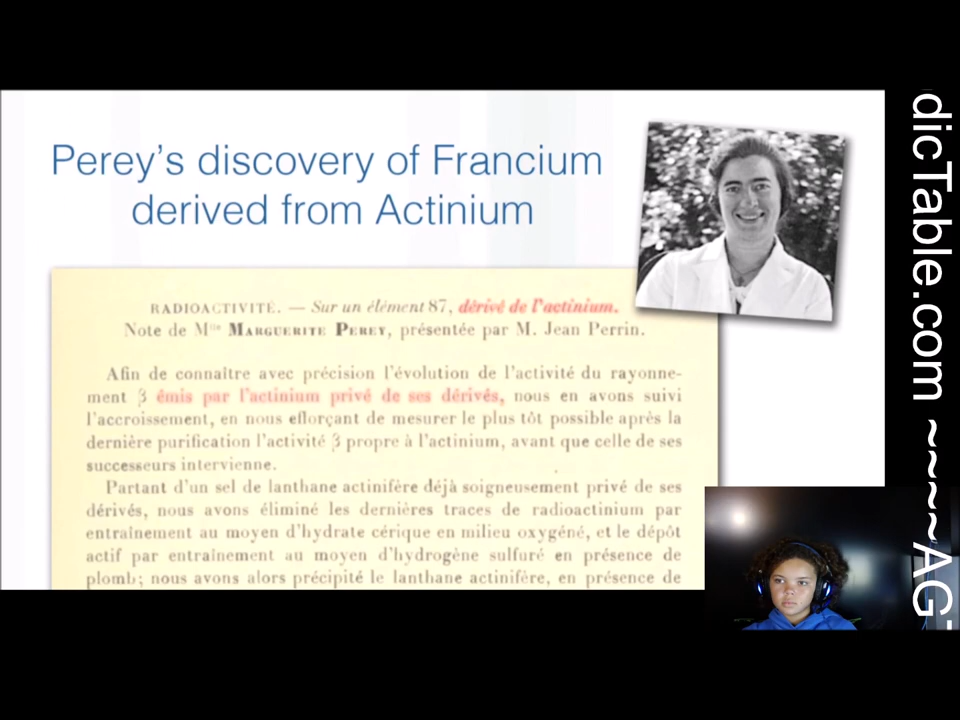 Perey's discovery of Francium
derived from Actinium
RADIOACTIVITÉ. — Sur un élément 87, dérivé de l'actinium.
Note de Mlle MARGUERITE PEREY, présentée par M. Jean Perrin.
Afin de connaître avec précision l'évolution de l'activité du rayonne-
ment β émis par l'actinium privé de ses dérivés, nous en avons suivi
l'accroissement, en nous efforçant de mesurer le plus tôt possible après la
dernière purification l'activité β propre à l'actinium, avant que celle de ses
successeurs intervienne.
Partant d'un sel de lanthane actinifère déjà soigneusement privé de ses
dérivés, nous avons éliminé les dernières traces de radioactinium par
entraînement au moyen d'hydrate cérique en milieu oxygéné, et le dépôt
actif par entraînement au moyen d'hydrogène sulfuré en présence de
plomb; nous avons alors précipité le lanthane actinifère, en présence de
dicTable.com ~~~~~AG